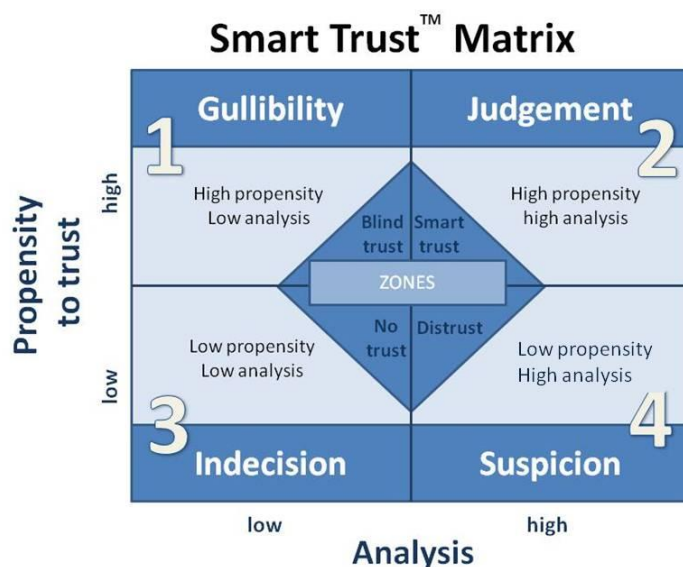 Smart Trust™ Matrix
Gullibility
Judgement
1
2
High propensity
Low analysis
High propensity
high analysis
Blind
trust
Smart
trust
ZONES
No
trust
Distrust
Low propensity
Low analysis
Low propensity
High analysis
3
4
Indecision
Suspicion
Propensity
to trust
high
low
low
high
Analysis